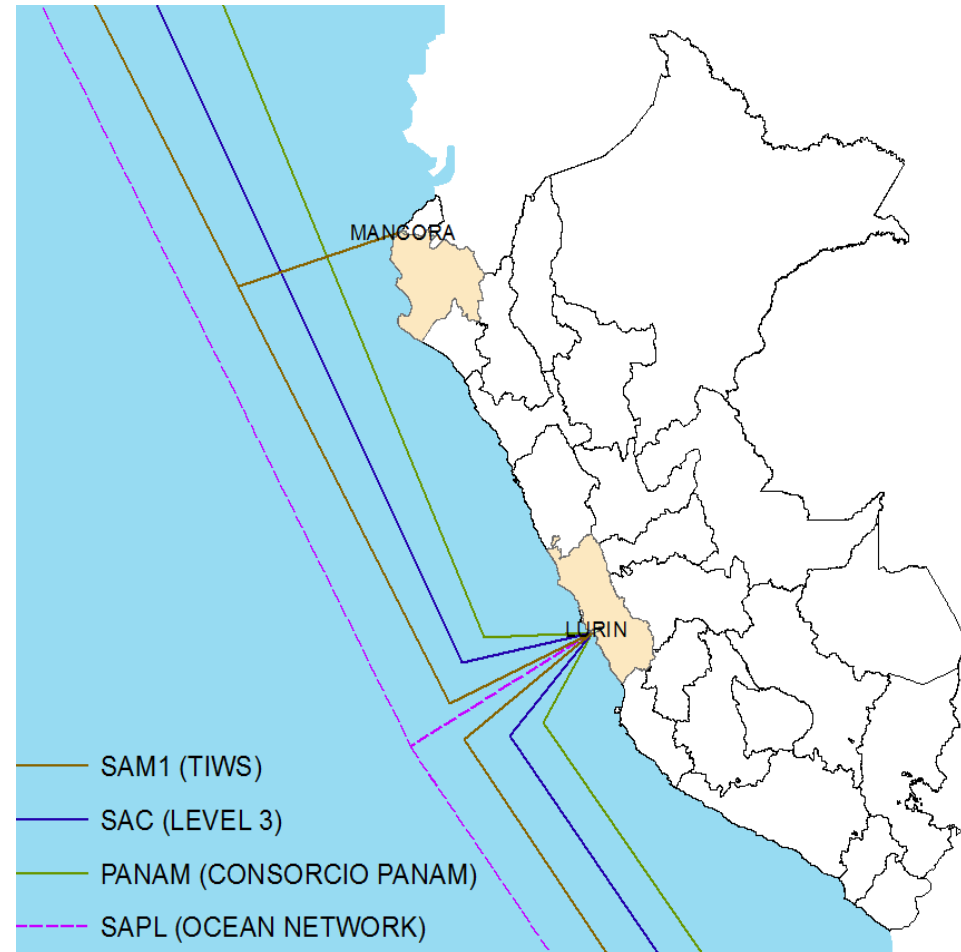 MANCORA
LURIN
SAM1 (TIWS)
SAC (LEVEL 3)
PANAM (CONSORCIO PANAM)
SAPL (OCEAN NETWORK)